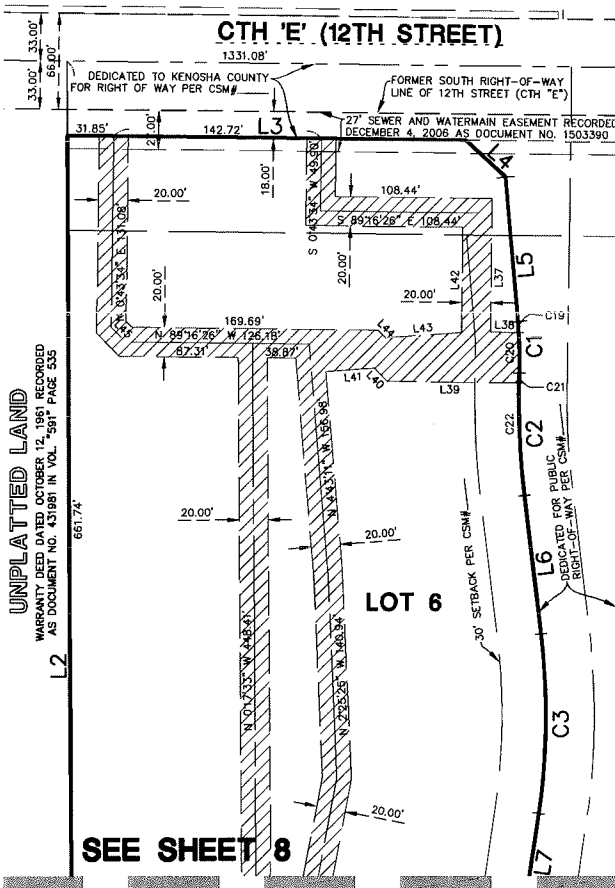 CTH 'E' (12TH STREET)
33.00'
33.00'
66.00'
1331.08'
DEDICATED TO KENOSHA COUNTY
FOR RIGHT OF WAY PER CSM#
FORMER SOUTH RIGHT-OF-WAY
LINE OF 12TH STREET (CTH "E")
27' SEWER AND WATERMAIN EASEMENT RECORDED
DECEMBER 4, 2006 AS DOCUMENT NO. 1503390
31.85'
27.00'
142.72'
L3
18.00'
L4
20.00'
N 0°43'34" E 131.08'
S 0°43'34" W 49.90'
108.44'
S 89°16'26" E 108.44'
20.00'
L42
L37
L5
20.00'
20.00'
L45
169.69'
N 89°16'26" W 126.18'
87.31'
38.87'
L44
L43
L38
C19
C20
C1
L41
L40
L39
C21
C22
C2
UNPLATTED LAND
WARRANTY DEED DATED OCTOBER 12, 1961 RECORDED
AS DOCUMENT NO. 431981 IN VOL. "591" PAGE 535
661.74'
L2
20.00'
N 4°43'11" W 156.98'
20.00'
LOT 6
30' SETBACK PER CSM#
L6
DEDICATED FOR PUBLIC
RIGHT-OF-WAY PER CSM#
N 0°17'33" W 448.41'
N 2°25'26" W 140.94'
C3
20.00'
SEE SHEET 8
L7